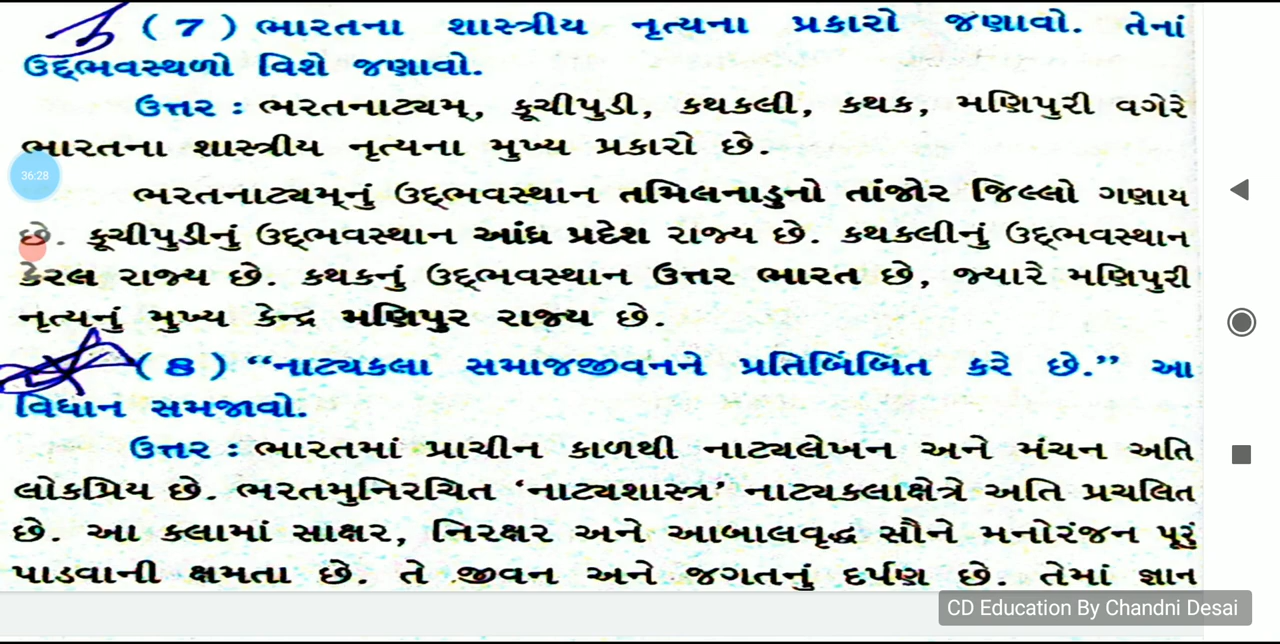 ( 7 ) ભારતના શાસ્ત્રીય નૃત્યના પ્રકારો જણાવો. તેનાં
ઉદ્ભવસ્થળો વિશે જણાવો.
ઉત્તર : ભરતનાટ્યમ્, કૂચીપુડી, કથકલી, કથક, મણિપુરી વગેરે
ભારતના શાસ્ત્રીય નૃત્યના મુખ્ય પ્રકારો છે.
36:28
ભરતનાટ્યમ્‌નું ઉદ્ભવસ્થાન તમિલનાડુનો તાંજોર જિલ્લો ગણાય
છે. કૂચીપુડીનું ઉદ્ભવસ્થાન આંધ્ર પ્રદેશ રાજ્ય છે. કથકલીનું ઉદ્ભવસ્થાન
કેરલ રાજ્ય છે. કથકનું ઉદ્ભવસ્થાન ઉત્તર ભારત છે, જ્યારે મણિપુરી
નૃત્યનું મુખ્ય કેન્દ્ર મણિપુર રાજ્ય છે.
( 8 ) “નાટ્યકલા સમાજજીવનને પ્રતિબિંબિત કરે છે.” આ
વિધાન સમજાવો.
ઉત્તર : ભારતમાં પ્રાચીન કાળથી નાટ્યલેખન અને મંચન અતિ
લોકપ્રિય છે. ભરતમુનિરચિત ‘નાટ્યશાસ્ત્ર’ નાટ્યકલાક્ષેત્રે અતિ પ્રચલિત
છે. આ કલામાં સાક્ષર, નિરક્ષર અને આબાલવૃદ્ધ સૌને મનોરંજન પૂરું
પાડવાની ક્ષમતા છે. તે જીવન અને જગતનું દર્પણ છે. તેમાં જ્ઞાન
CD Education By Chandni Desai